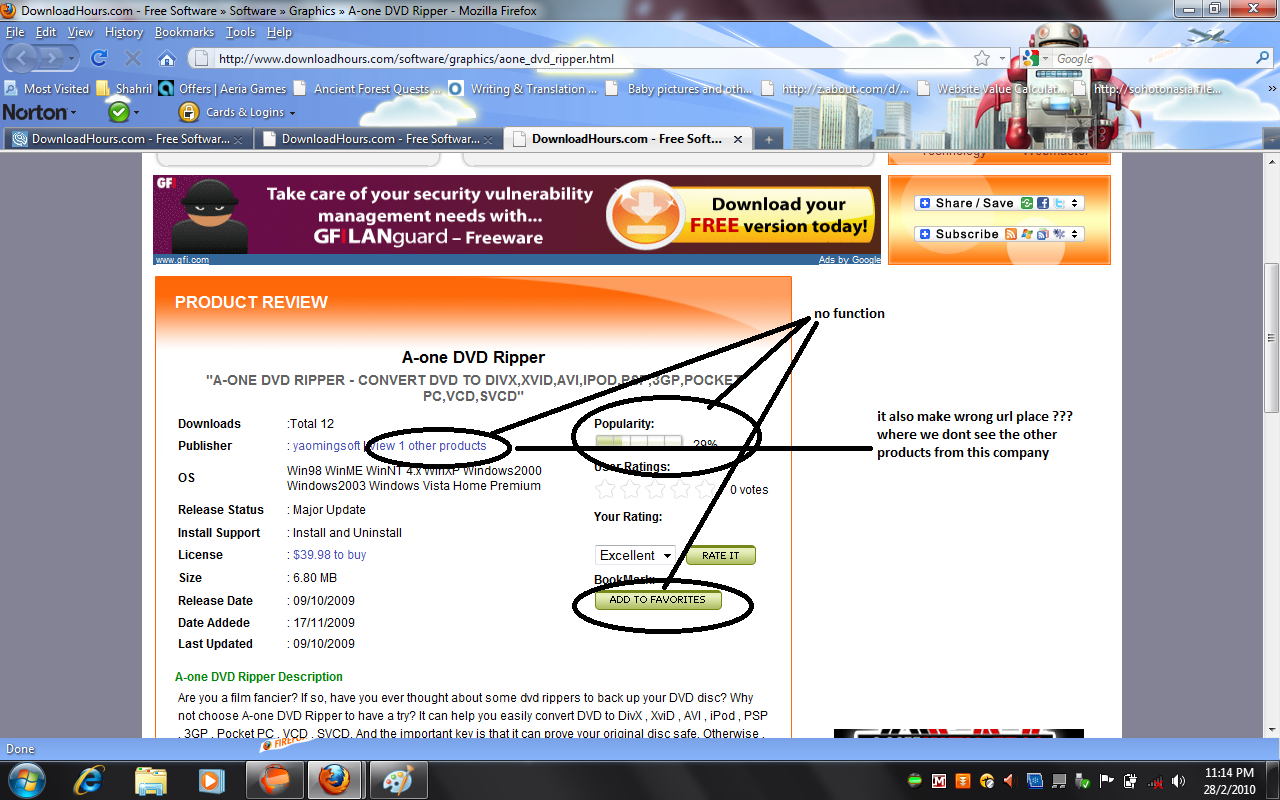 DownloadHours.com - Free Software » Software » Graphics » A-one DVD Ripper - Mozilla Firefox
File Edit View History Bookmarks Tools Help
http://www.downloadhours.com/software/graphics/aone_dvd_ripper.html
Google
Most Visited Shahril Offers | Aeria Games Ancient Forest Quests ... Writing & Translation ... Baby pictures and oth... http://z.about.com/d/... Website Value Calculat... http://sohotonasia.file...
Norton Cards & Logins
DownloadHours.com - Free Softwar... DownloadHours.com - Free Softwar... DownloadHours.com - Free Soft...
Technology Webmaster
GFI
Take care of your security vulnerability
management needs with...
GFI LANguard – Freeware
Download your
FREE version today!
www.gfi.com
Ads by Google
Share / Save
Subscribe
PRODUCT REVIEW
no function
A-one DVD Ripper
"A-ONE DVD RIPPER - CONVERT DVD TO DIVX,XVID,AVI,IPOD,PSP,3GP,POCKET
PC,VCD,SVCD"
Downloads :Total 12
Publisher : yaomingsoft | View 1 other products
OS Win98 WinME WinNT 4.x WinXP Windows2000
Windows2003 Windows Vista Home Premium
Release Status : Major Update
Install Support : Install and Uninstall
License : $39.98 to buy
Size : 6.80 MB
Release Date : 09/10/2009
Date Addede : 17/11/2009
Last Updated : 09/10/2009
Popularity:
29%
User Ratings:
0 votes
Your Rating:
Excellent RATE IT
BookMark:
ADD TO FAVORITES
it also make wrong url place ???
where we dont see the other
products from this company
A-one DVD Ripper Description
Are you a film fancier? If so, have you ever thought about some dvd rippers to back up your DVD disc? Why
not choose A-one DVD Ripper to have a try? It can help you easily convert DVD to DivX , XviD , AVI , iPod , PSP
, 3GP , Pocket PC , VCD , SVCD. And the important key is that it can prove your original disc safe. Otherwise ,
Done
FIREFO
11:14 PM
28/2/2010